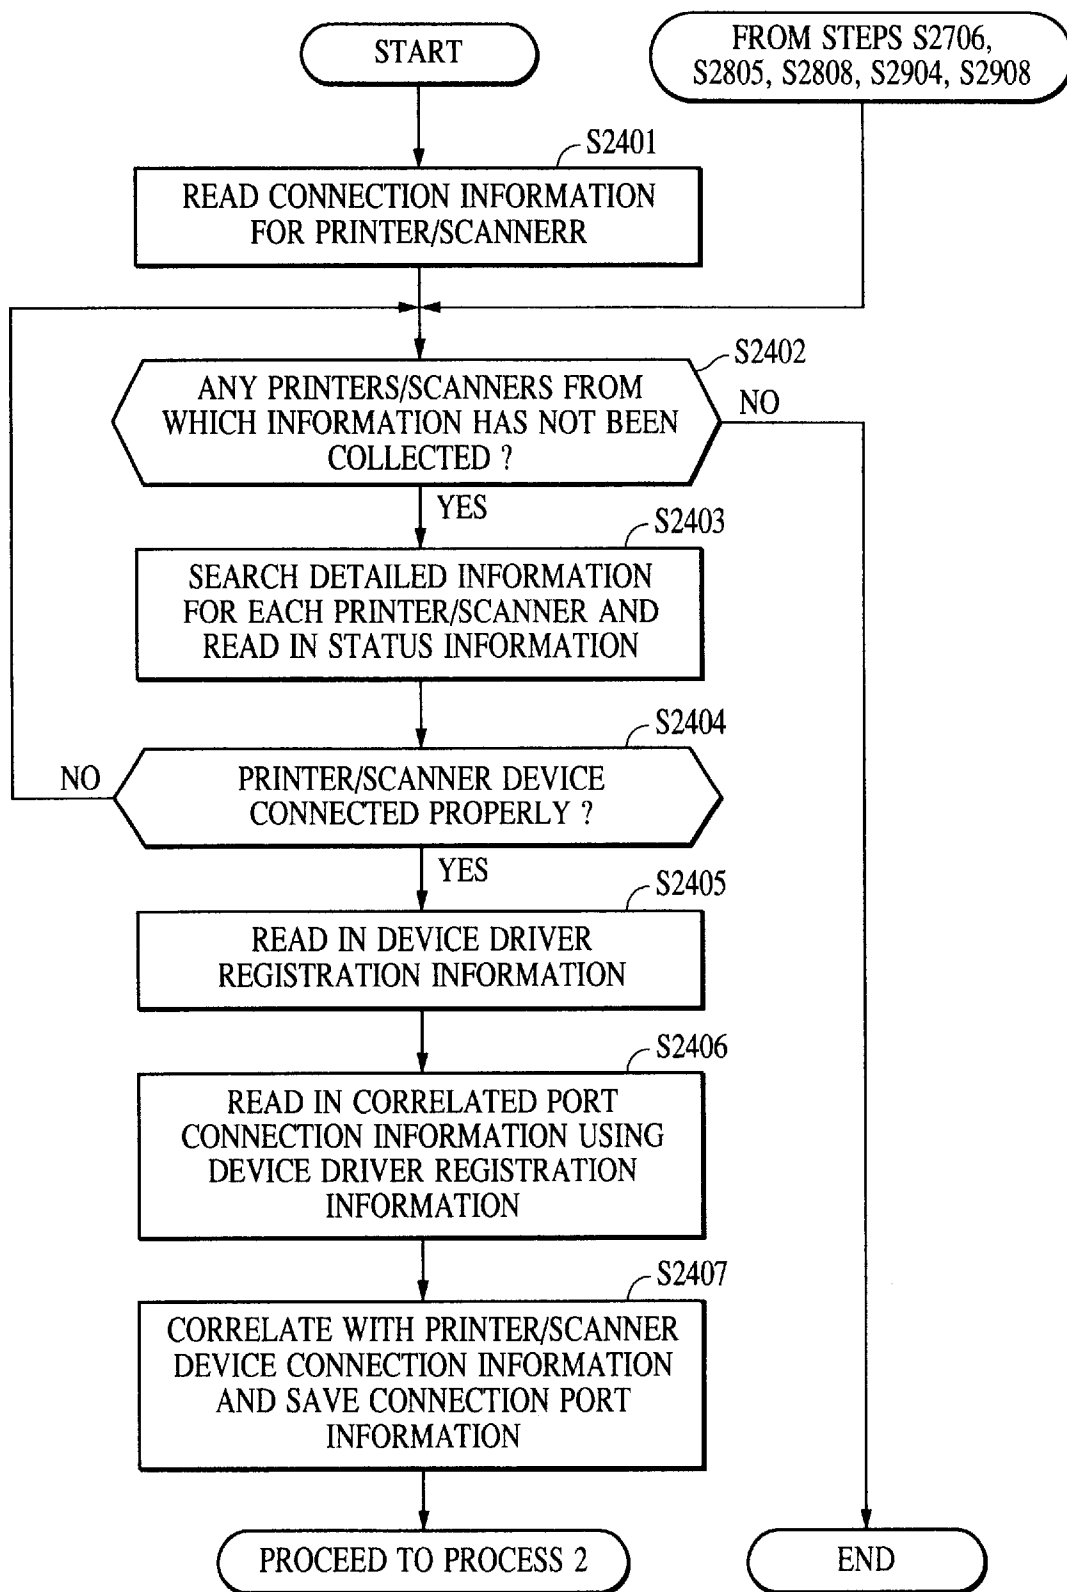 START
FROM STEPS S2706,
S2805, S2808, S2904, S2908
S2401
READ CONNECTION INFORMATION
FOR PRINTER/SCANNERR
S2402
ANY PRINTERS/SCANNERS FROM
WHICH INFORMATION HAS NOT BEEN
COLLECTED ?
NO
YES
S2403
SEARCH DETAILED INFORMATION
FOR EACH PRINTER/SCANNER AND
READ IN STATUS INFORMATION
S2404
NO
PRINTER/SCANNER DEVICE
CONNECTED PROPERLY ?
YES
S2405
READ IN DEVICE DRIVER
REGISTRATION INFORMATION
S2406
READ IN CORRELATED PORT
CONNECTION INFORMATION USING
DEVICE DRIVER REGISTRATION
INFORMATION
S2407
CORRELATE WITH PRINTER/SCANNER
DEVICE CONNECTION INFORMATION
AND SAVE CONNECTION PORT
INFORMATION
PROCEED TO PROCESS 2
END